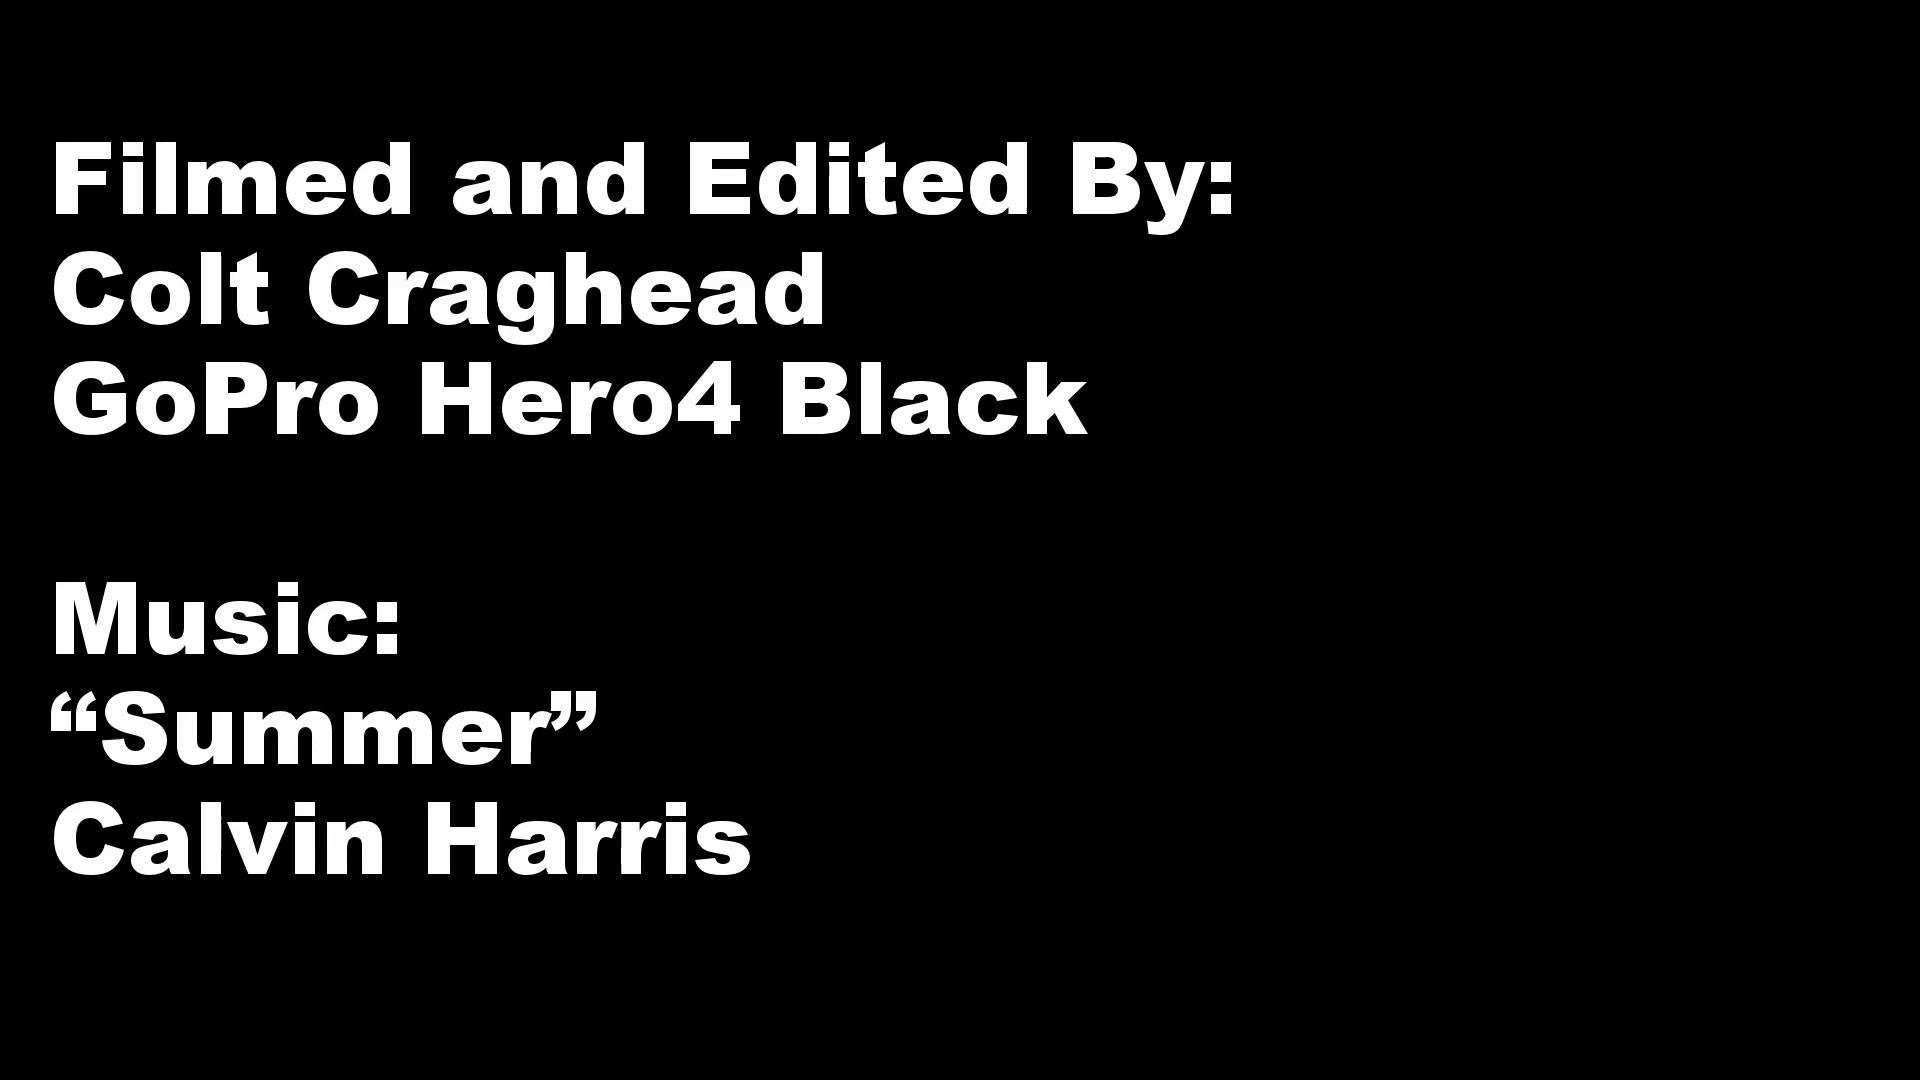 Filmed and Edited By:
Colt Craghead
GoPro Hero4 Black
Music:
“Summer”
Calvin Harris